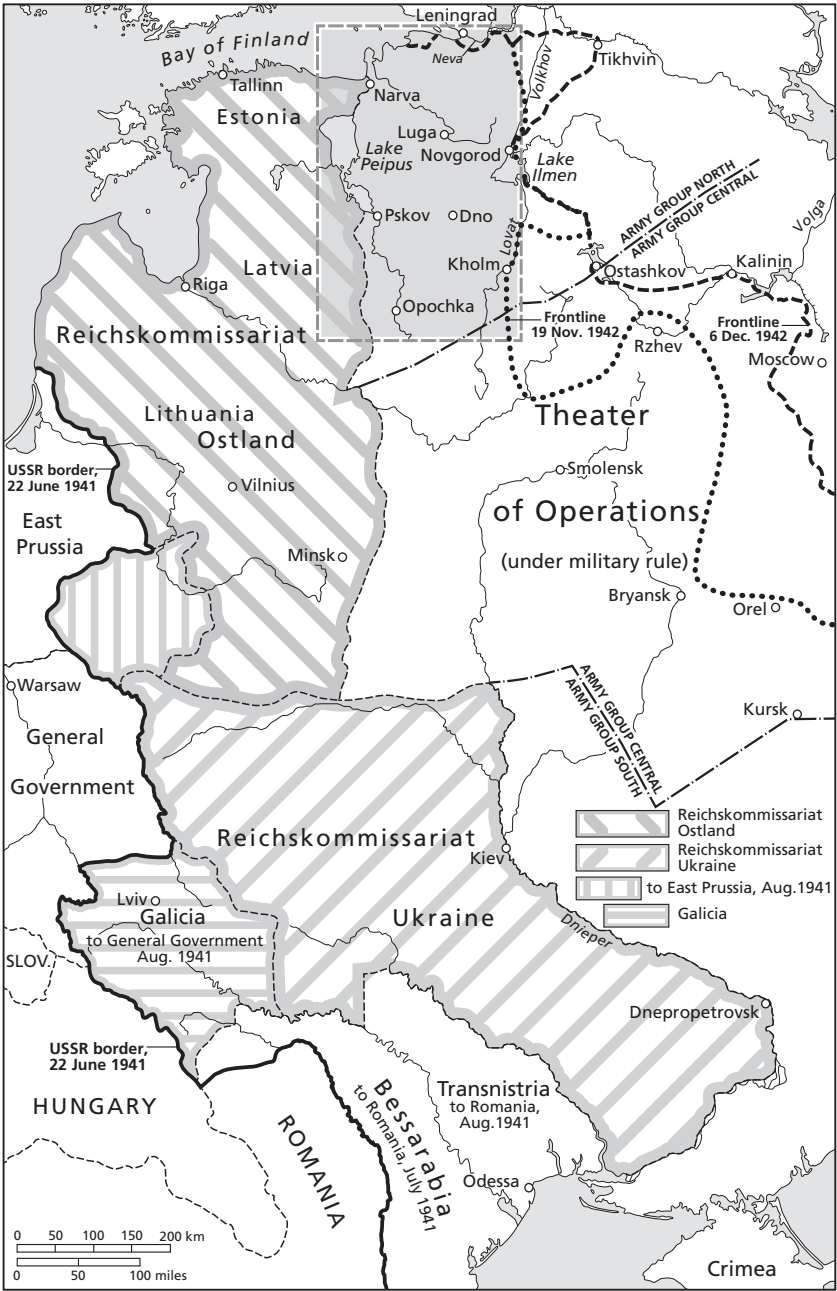 Leningrad
Bay of Finland
Neva
Tikhvin
Tallinn
Volkhov
Narva
Estonia
Luga
Lake
Peipus
Novgorod
Lake
Ilmen
ARMY GROUP NORTH
ARMY GROUP CENTRAL
Volga
Pskov
Dno
Lovat
Latvia
Kholm
Ostashkov
Kalinin
Riga
Opochka
Reichskommissariat
Frontline
19 Nov. 1942
Frontline
6 Dec. 1942
Rzhev
Moscow
Lithuania
Ostland
Theater
USSR border,
22 June 1941
Smolensk
Vilnius
of Operations
East
Prussia
Minsk
(under military rule)
Bryansk
Orel
Warsaw
ARMY GROUP CENTRAL
ARMY GROUP SOUTH
Kursk
General
Government
Reichskommissariat
Ostland
Reichskommissariat
Kiev
Reichskommissariat
Ukraine
to East Prussia, Aug.1941
Galicia
Lviv
Galicia
Ukraine
Dnieper
to General Government
Aug. 1941
SLOV.
Dnepropetrovsk
USSR border,
22 June 1941
HUNGARY
Bessarabia
to Romania, July 1941
Transnistria
to Romania,
Aug.1941
ROMANIA
Odessa
0 50 100 150 200 km
0 50 100 miles
Crimea